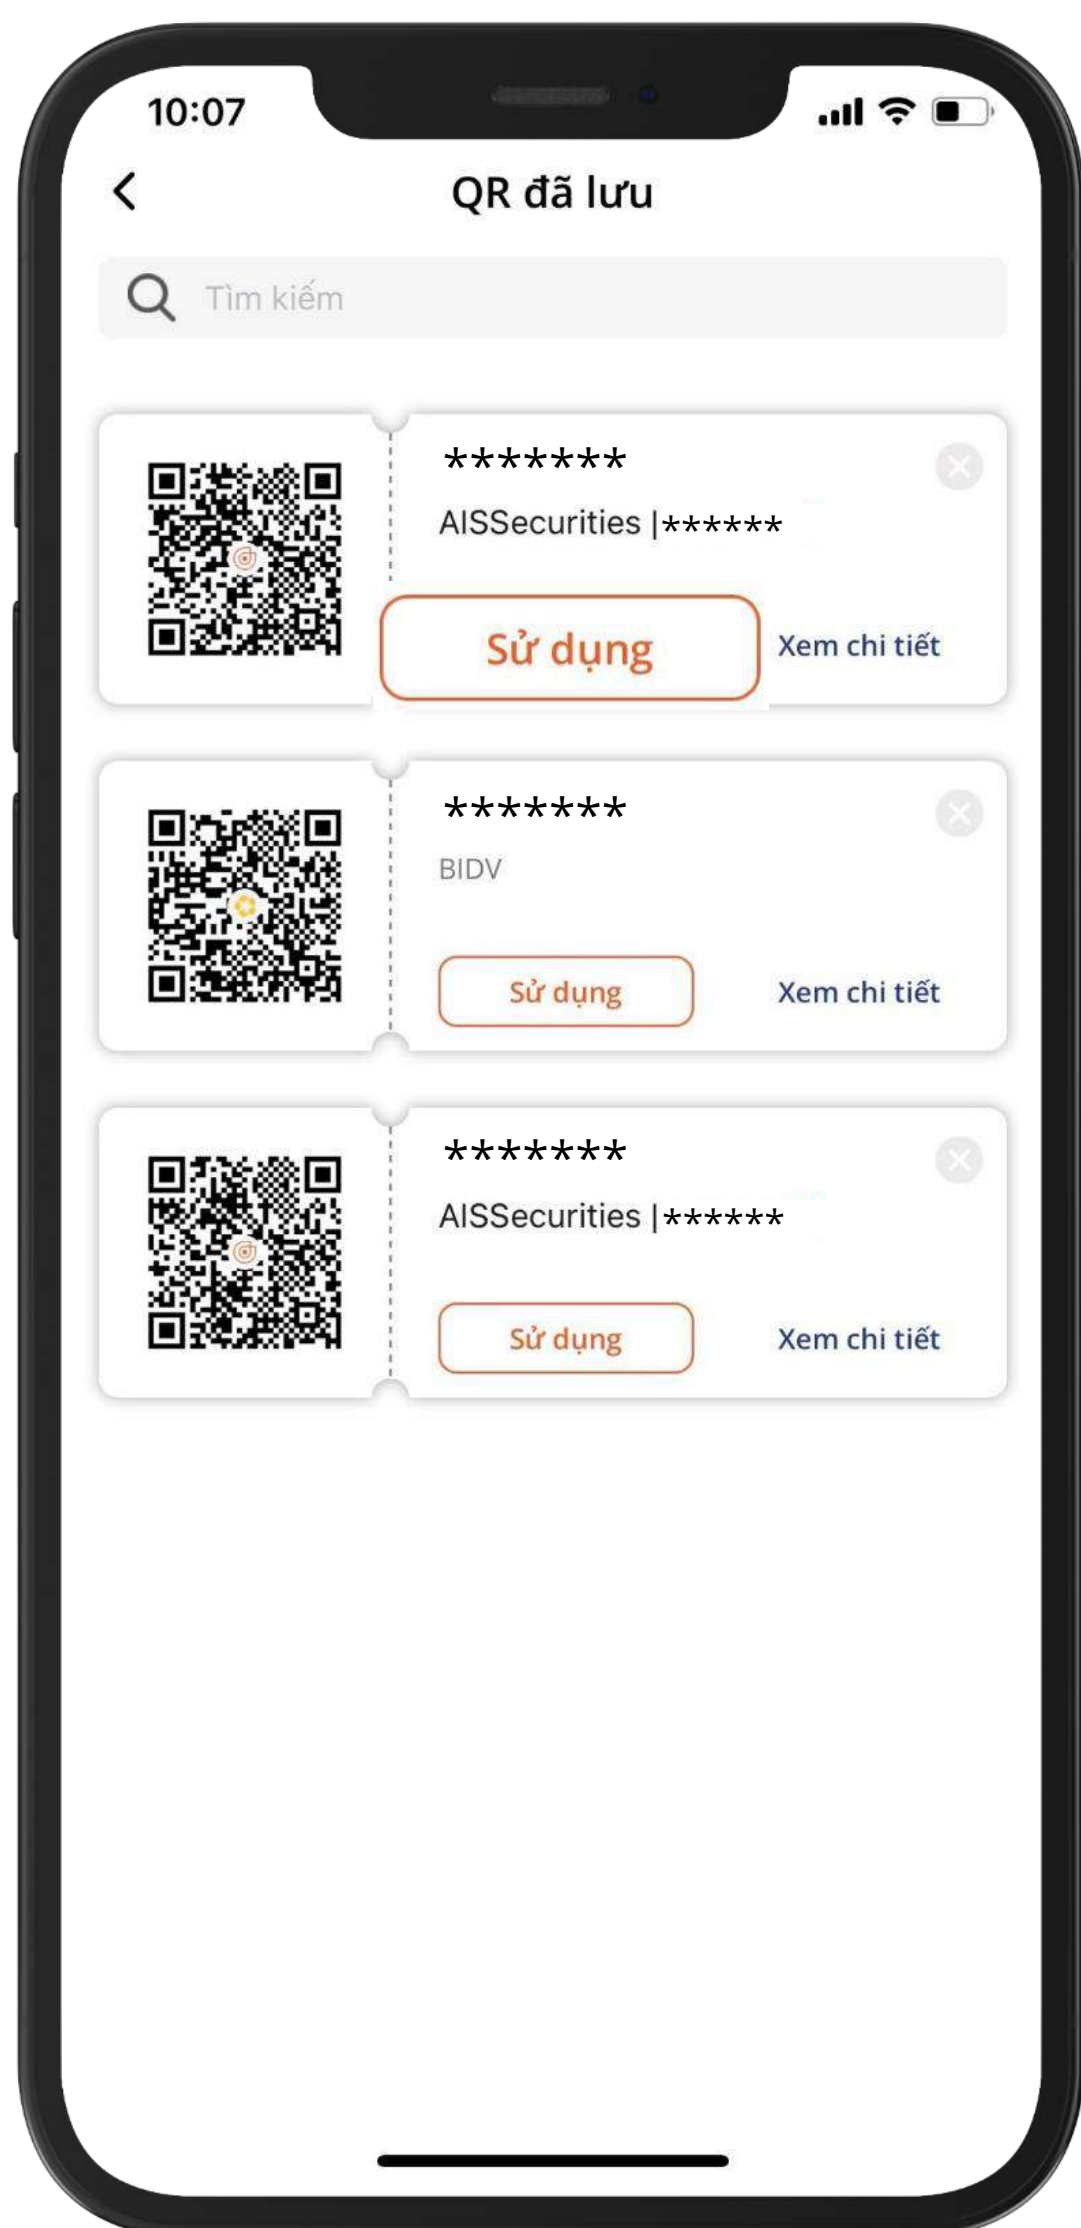 10:07
QR đã lưu
Tìm kiếm
*******
AISSecurities |******
Sử dụng
Xem chi tiết
*******
BIDV
Sử dụng
Xem chi tiết
*******
AISSecurities |******
Sử dụng
Xem chi tiết